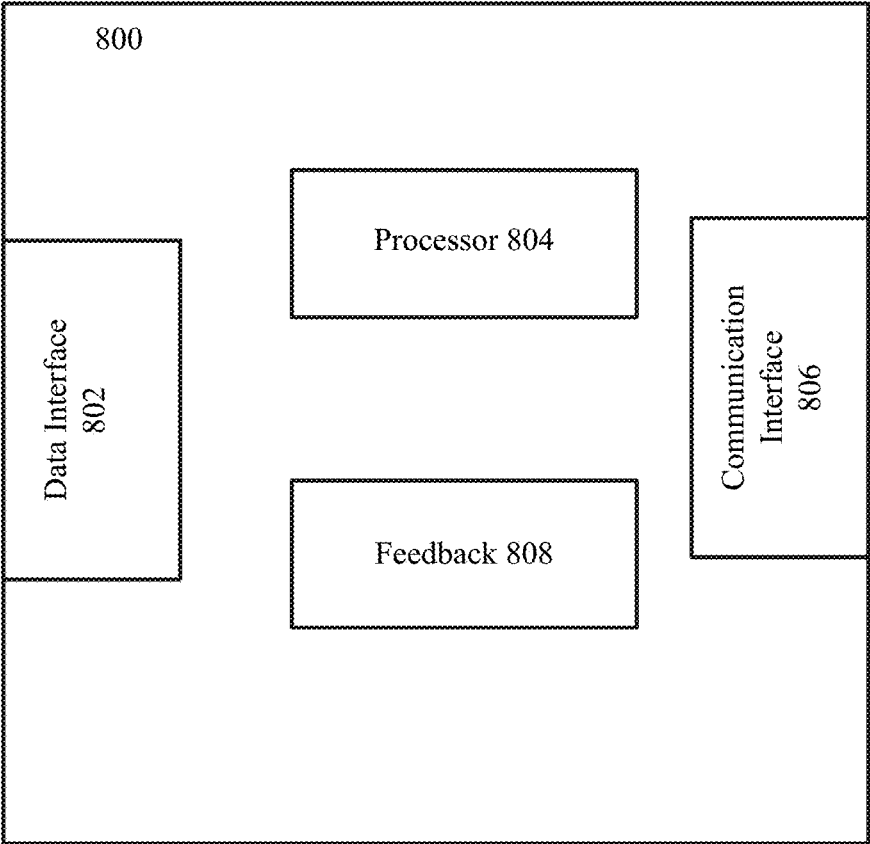 800
Processor 804
Data Interface
802
Communication
Interface
806
Feedback 808